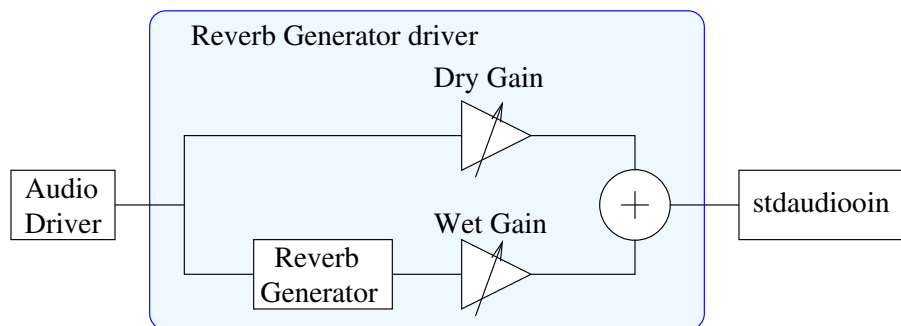 Reverb Generator driver
Dry Gain
Audio
Driver
+
stdaudiooin
Wet Gain
Reverb
Generator